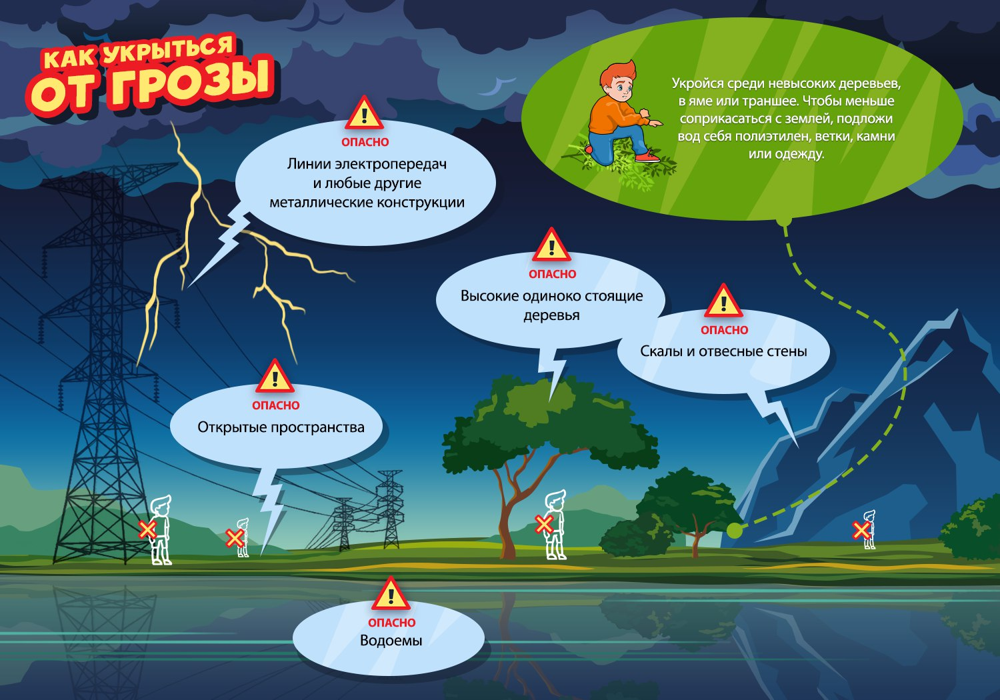 КАК УКРЫТЬСЯ
ОТ ГРОЗЫ
ОПАСНО
Линии электропередач
и любые другие
металлические конструкции
Укройся среди невысоких деревьев,
в яме или траншее. Чтобы меньше
соприкасаться с землей, подложи
вод себя полиэтилен, ветки, камни
или одежду.
ОПАСНО
Высокие одиноко стоящие
деревья
ОПАСНО
Скалы и отвесные стены
ОПАСНО
Открытые пространства
ОПАСНО
Водоемы